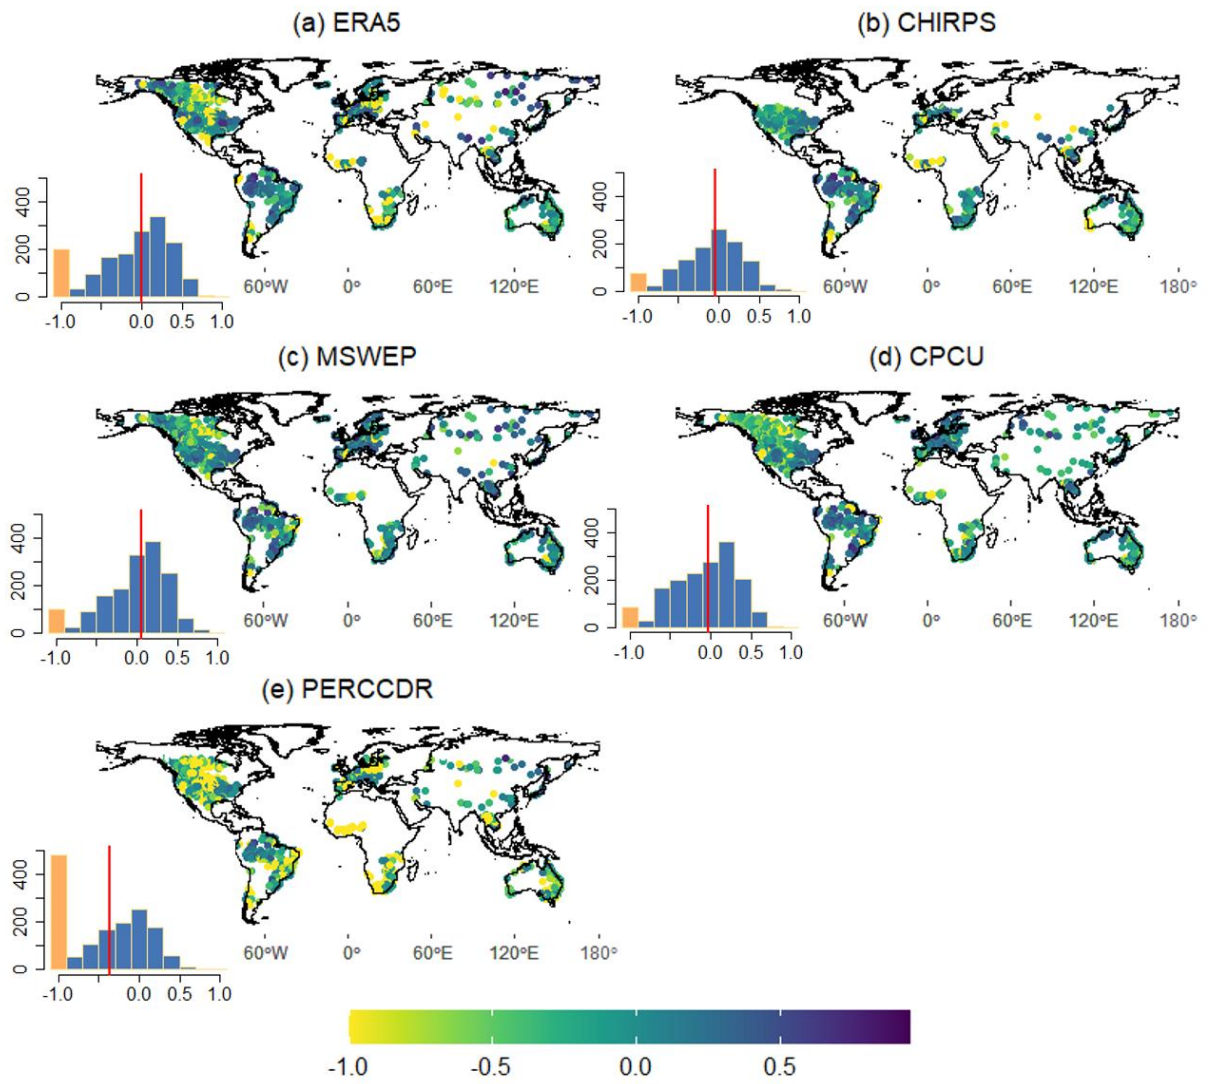 (a) ERA5
(b) CHIRPS
400
200
0
-1.0 0.0 0.5 1.0
60°W 0° 60°E 120°E
400
200
0
-1.0 0.0 0.5 1.0
60°W 0° 60°E 120°E 180°
(c) MSWEP
(d) CPCU
400
200
0
-1.0 0.0 0.5 1.0
60°W 0° 60°E 120°E
400
200
0
-1.0 0.0 0.5 1.0
60°W 0° 60°E 120°E 180°
(e) PERCCDR
400
200
0
-1.0 0.0 0.5 1.0
60°W 0° 60°E 120°E 180°
-1.0 -0.5 0.0 0.5